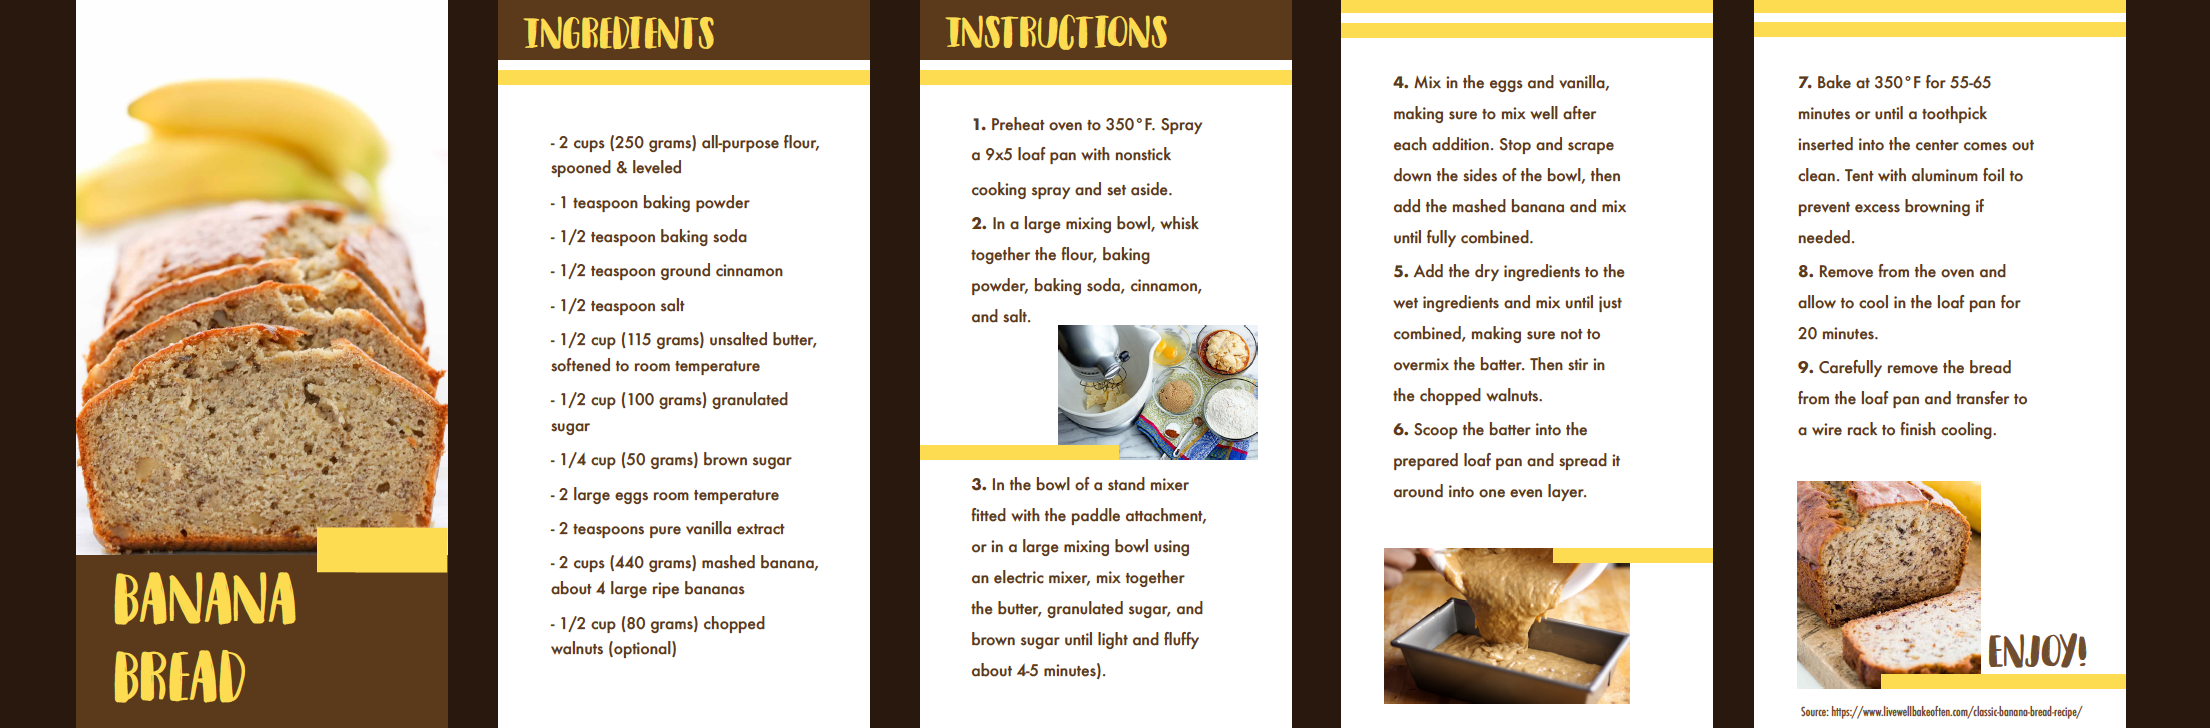 BANANA
BREAD
INGREDIENTS
- 2 cups (250 grams) all-purpose flour,
spooned & leveled
- 1 teaspoon baking powder
- 1/2 teaspoon baking soda
- 1/2 teaspoon ground cinnamon
- 1/2 teaspoon salt
- 1/2 cup (115 grams) unsalted butter,
softened to room temperature
- 1/2 cup (100 grams) granulated
sugar
- 1/4 cup (50 grams) brown sugar
- 2 large eggs room temperature
- 2 teaspoons pure vanilla extract
- 2 cups (440 grams) mashed banana,
about 4 large ripe bananas
- 1/2 cup (80 grams) chopped
walnuts (optional)
INSTRUCTIONS
1. Preheat oven to 350°F. Spray
a 9x5 loaf pan with nonstick
cooking spray and set aside.
2. In a large mixing bowl, whisk
together the flour, baking
powder, baking soda, cinnamon,
and salt.
3. In the bowl of a stand mixer
fitted with the paddle attachment,
or in a large mixing bowl using
an electric mixer, mix together
the butter, granulated sugar, and
brown sugar until light and fluffy
about 4-5 minutes).
4. Mix in the eggs and vanilla,
making sure to mix well after
each addition. Stop and scrape
down the sides of the bowl, then
add the mashed banana and mix
until fully combined.
5. Add the dry ingredients to the
wet ingredients and mix until just
combined, making sure not to
overmix the batter. Then stir in
the chopped walnuts.
6. Scoop the batter into the
prepared loaf pan and spread it
around into one even layer.
7. Bake at 350°F for 55-65
minutes or until a toothpick
inserted into the center comes out
clean. Tent with aluminum foil to
prevent excess browning if
needed.
8. Remove from the oven and
allow to cool in the loaf pan for
20 minutes.
9. Carefully remove the bread
from the loaf pan and transfer to
a wire rack to finish cooling.
ENJOY!
Source: https://www.livewellbakeoften.com/classic-banana-bread-recipe/